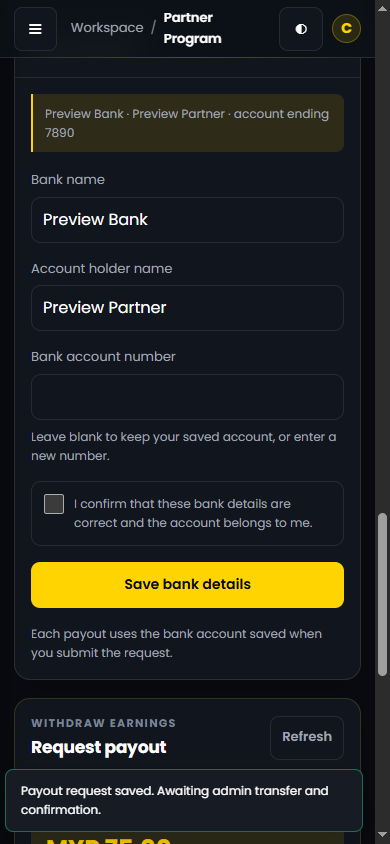 Workspace / Partner Program
C
Preview Bank · Preview Partner · account ending
7890
Bank name
Preview Bank
Account holder name
Preview Partner
Bank account number
Leave blank to keep your saved account, or enter a
new number.
I confirm that these bank details are
correct and the account belongs to me.
Save bank details
Each payout uses the bank account saved when
you submit the request.
WITHDRAW EARNINGS
Request payout
Refresh
Payout request saved. Awaiting admin transfer and
confirmation.